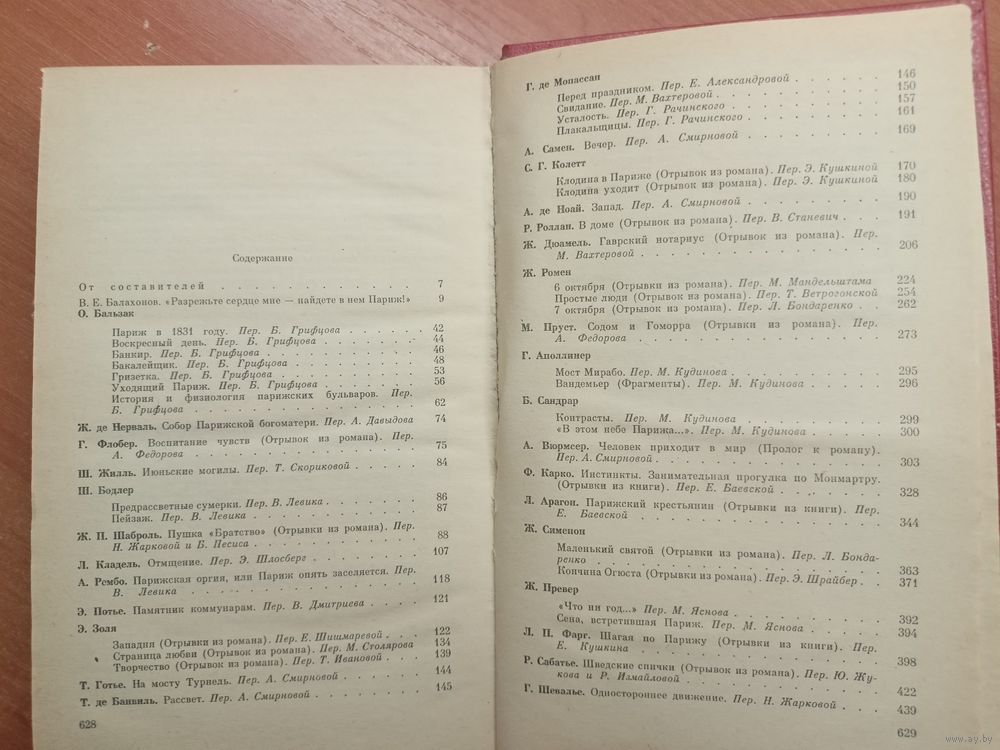 Содержание
От составителей . . . . . . . . . . . . 7
В. Е. Балахонов. «Разрежьте сердце мне — найдете в нем Париж!» 9
О. Бальзак
Париж в 1831 году. Пер. Б. Грифцова . . . . . . 42
Воскресный день. Пер. Б. Грифцова . . . . . . 44
Банкир. Пер. Б. Грифцова . . . . . . 46
Бакалейщик. Пер. Б. Грифцова . . . . . . 48
Гризетка. Пер. Б. Грифцова . . . . . . 53
Уходящий Париж. Пер. Б. Грифцова . . . . . . 56
История и физиология парижских бульваров. Пер.
Б. Грифцова . . . . . . 62
Ж. де Нерваль. Собор Парижской богоматери. Пер. А. Давыдова 74
Г. Флобер. Воспитание чувств (Отрывок из романа). Пер.
А. Федорова . . . . . . 75
Ш. Жилль. Июньские могилы. Пер. Т. Скориковой . . . . 84
Ш. Бодлер
Предрассветные сумерки. Пер. В. Левика . . . . . 86
Пейзаж. Пер. В. Левика . . . . . . 87
Ж. П. Шаброль. Пушка «Братство» (Отрывки из романа). Пер.
Н. Жарковой и Б. Песиса . . . . . . 88
Л. Кладель. Отмщение. Пер. Э. Шлосберг . . . . . . 107
А. Рембо. Парижская оргия, или Париж опять заселяется. Пер.
В. Левика . . . . . . 118
Э. Потье. Памятник коммунарам. Пер. В. Дмитриева . . . . 121
Э. Золя
Западня (Отрывки из романа). Пер. Е. Шишмаревой . . . 122
Страница любви (Отрывок из романа). Пер. М. Столярова 134
Творчество (Отрывок из романа). Пер. Т. Ивановой . . . 139
Т. Готье. На мосту Турнель. Пер. А. Смирновой . . . . . 144
Т. де Банвиль. Рассвет. Пер. А. Смирновой . . . . . . 145
628
Г. де Мопассан
Перед праздником. Пер. Е. Александровой . . . . . 146
Свидание. Пер. М. Вахтеровой . . . . . . 150
Усталость. Пер. Г. Рачинского . . . . . . 157
Плакальщицы. Пер. Г. Рачинского . . . . . . 161
А. Самен. Вечер. Пер. А. Смирновой . . . . . . 169
С. Г. Колетт
Клодина в Париже (Отрывок из романа). Пер. Э. Кушкиной 170
Клодина уходит (Отрывок из романа). Пер. Э. Кушкиной 180
А. де Ноай. Запад. Пер. А. Смирновой . . . . . . 190
Р. Роллан. В доме (Отрывок из романа). Пер. В. Станевич . . . 191
Ж. Дюамель. Гаврский нотариус (Отрывок из романа). Пер.
М. Вахтеровой . . . . . . 206
Ж. Ромен
6 октября (Отрывки из романа). Пер. М. Мандельштама 224
Простые люди (Отрывок из романа). Пер. Т. Ветрогонской 254
7 октября (Отрывок из романа). Пер. Л. Бондаренко . . 262
М. Пруст. Содом и Гоморра (Отрывки из романа). Пер.
А. Федорова . . . . . . 273
Г. Аполлинер
Мост Мирабо. Пер. М. Кудинова . . . . . . 295
Вандемьер (Фрагменты). Пер. М. Кудинова . . . . . 296
Б. Сандрар
Контрасты. Пер. М. Кудинова . . . . . . 299
«В этом небе Парижа...». Пер. М. Кудинова . . . . . 300
А. Вюрмсер. Человек приходит в мир (Пролог к роману).
Пер. А. Смирновой . . . . . . 303
Ф. Карко. Инстинкты. Занимательная прогулка по Монмартру.
(Отрывки из книги). Пер. Е. Баевской . . . . . . 328
Л. Арагон. Парижский крестьянин (Отрывки из книги). Пер.
Е. Баевской . . . . . . 344
Ж. Сименон
Маленький святой (Отрывки из романа). Пер. Л. Бонда-
ренко . . . . . . 363
Кончина Огюста (Отрывки из романа). Пер. Э. Шрайбер . . 371
Ж. Превер
«Что ни год...» Пер. М. Яснова . . . . . . 392
Сена, встретившая Париж. Пер. М. Яснова . . . . . . 394
Л. П. Фарг. Шагая по Парижу (Отрывки из книги). Пер.
Е. Кушкина . . . . . . 398
Р. Сабатье. Шведские спички (Отрывок из романа). Пер. Ю. Жу-
кова и Р. Измайловой . . . . . . 422
Г. Шевалье. Одностороннее движение. Пер. Н. Жарковой . . . 439
629
www.ay.by